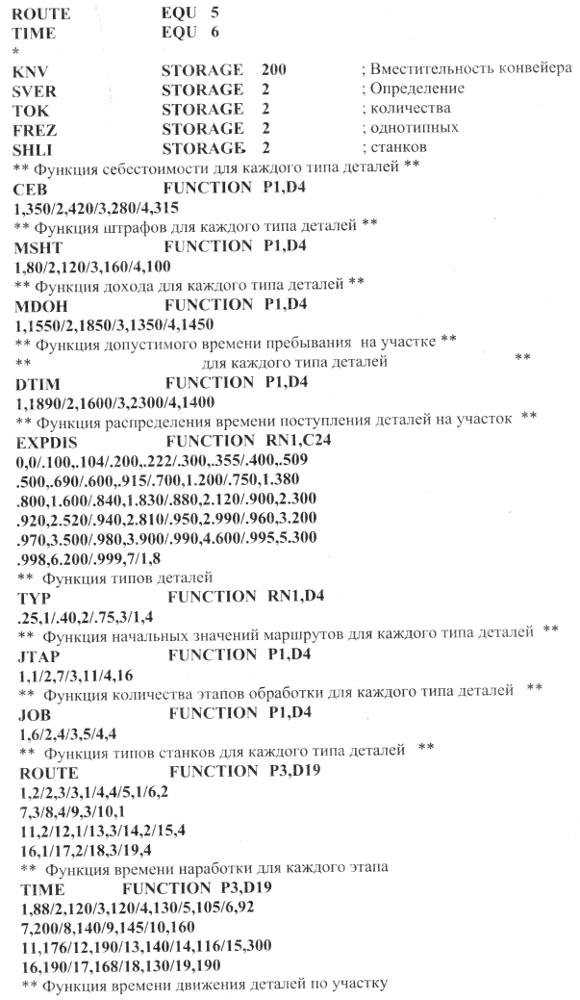 ROUTE EQU 5
TIME EQU 6
*
KNV STORAGE 200 ; Вместительность конвейера
SVER STORAGE 2 ; Определение
TOK STORAGE 2 ; количества
FREZ STORAGE 2 ; однотипных
SHLI STORAGE. 2 ; станков
** Функция себестоимости для каждого типа деталей **
CEB FUNCTION P1,D4
1,350/2,420/3,280/4,315
** Функция штрафов для каждого типа деталей **
MSHT FUNCTION P1,D4
1,80/2,120/3,160/4,100
** Функция дохода для каждого типа деталей **
MDOH FUNCTION P1,D4
1,1550/2,1850/3,1350/4,1450
** Функция допустимого времени пребывания на участке **
** для каждого типа деталей **
DTIM FUNCTION P1,D4
1,1890/2,1600/3,2300/4,1400
** Функция распределения времени поступления деталей на участок **
EXPDIS FUNCTION RN1,C24
0,0/.100,.104/.200,.222/.300,.355/.400,.509
.500,.690/.600,.915/.700,1.200/.750,1.380
.800,1.600/.840,1.830/.880,2.120/.900,2.300
.920,2.520/.940,2.810/.950,2.990/.960,3.200
.970,3.500/.980,3.900/.990,4.600/.995,5.300
.998,6.200/.999,7/1,8
** Функция типов деталей
TYP FUNCTION RN1,D4
.25,1/.40,2/.75,3/1,4
** Функция начальных значений маршрутов для каждого типа деталей **
JTAP FUNCTION P1,D4
1,1/2,7/3,11/4,16
** Функция количества этапов обработки для каждого типа деталей **
JOB FUNCTION P1,D4
1,6/2,4/3,5/4,4
** Функция типов станков для каждого типа деталей **
ROUTE FUNCTION P3,D19
1,2/2,3/3,1/4,4/5,1/6,2
7,3/8,4/9,3/10,1
11,2/12,1/13,3/14,2/15,4
16,1/17,2/18,3/19,4
** Функция времени наработки для каждого этапа
TIME FUNCTION P3,D19
1,88/2,120/3,120/4,130/5,105/6,92
7,200/8,140/9,145/10,160
11,176/12,190/13,140/14,116/15,300
16,190/17,168/18,130/19,190
** Функция времени движения деталей по участку